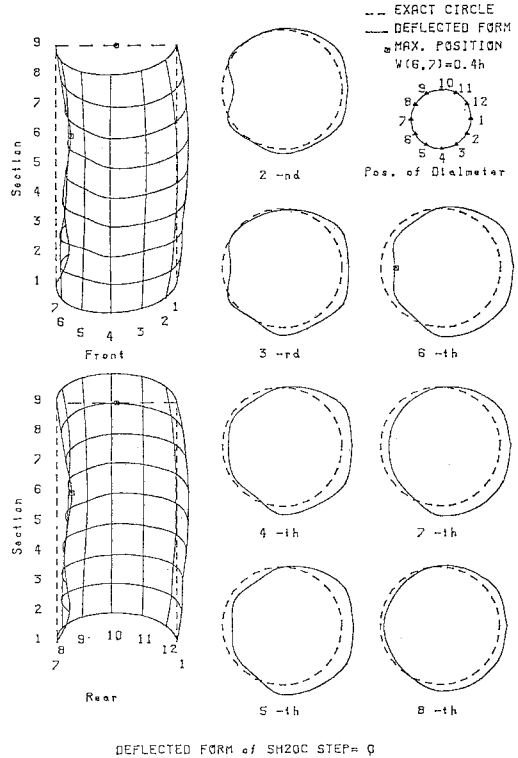 EXACT CIRCLE
DEFLECTED FORM
MAX. POSITION
W(6,7)=0.4h
10
9 11
8 12
7 1
6 2
5 3
4
Pos. of Dialmeter
9
8
7
6
5
4
3
2
1
Section
7 1
6 2
5 3
4
Front
2 -nd
3 -rd
6 -th
9
8
7
6
5
4
3
2
1
Section
8 9 10 11 12
7 1
Rear
4 -th
7 -th
5 -th
8 -th
DEFLECTED FORM of SH20C STEP= 0